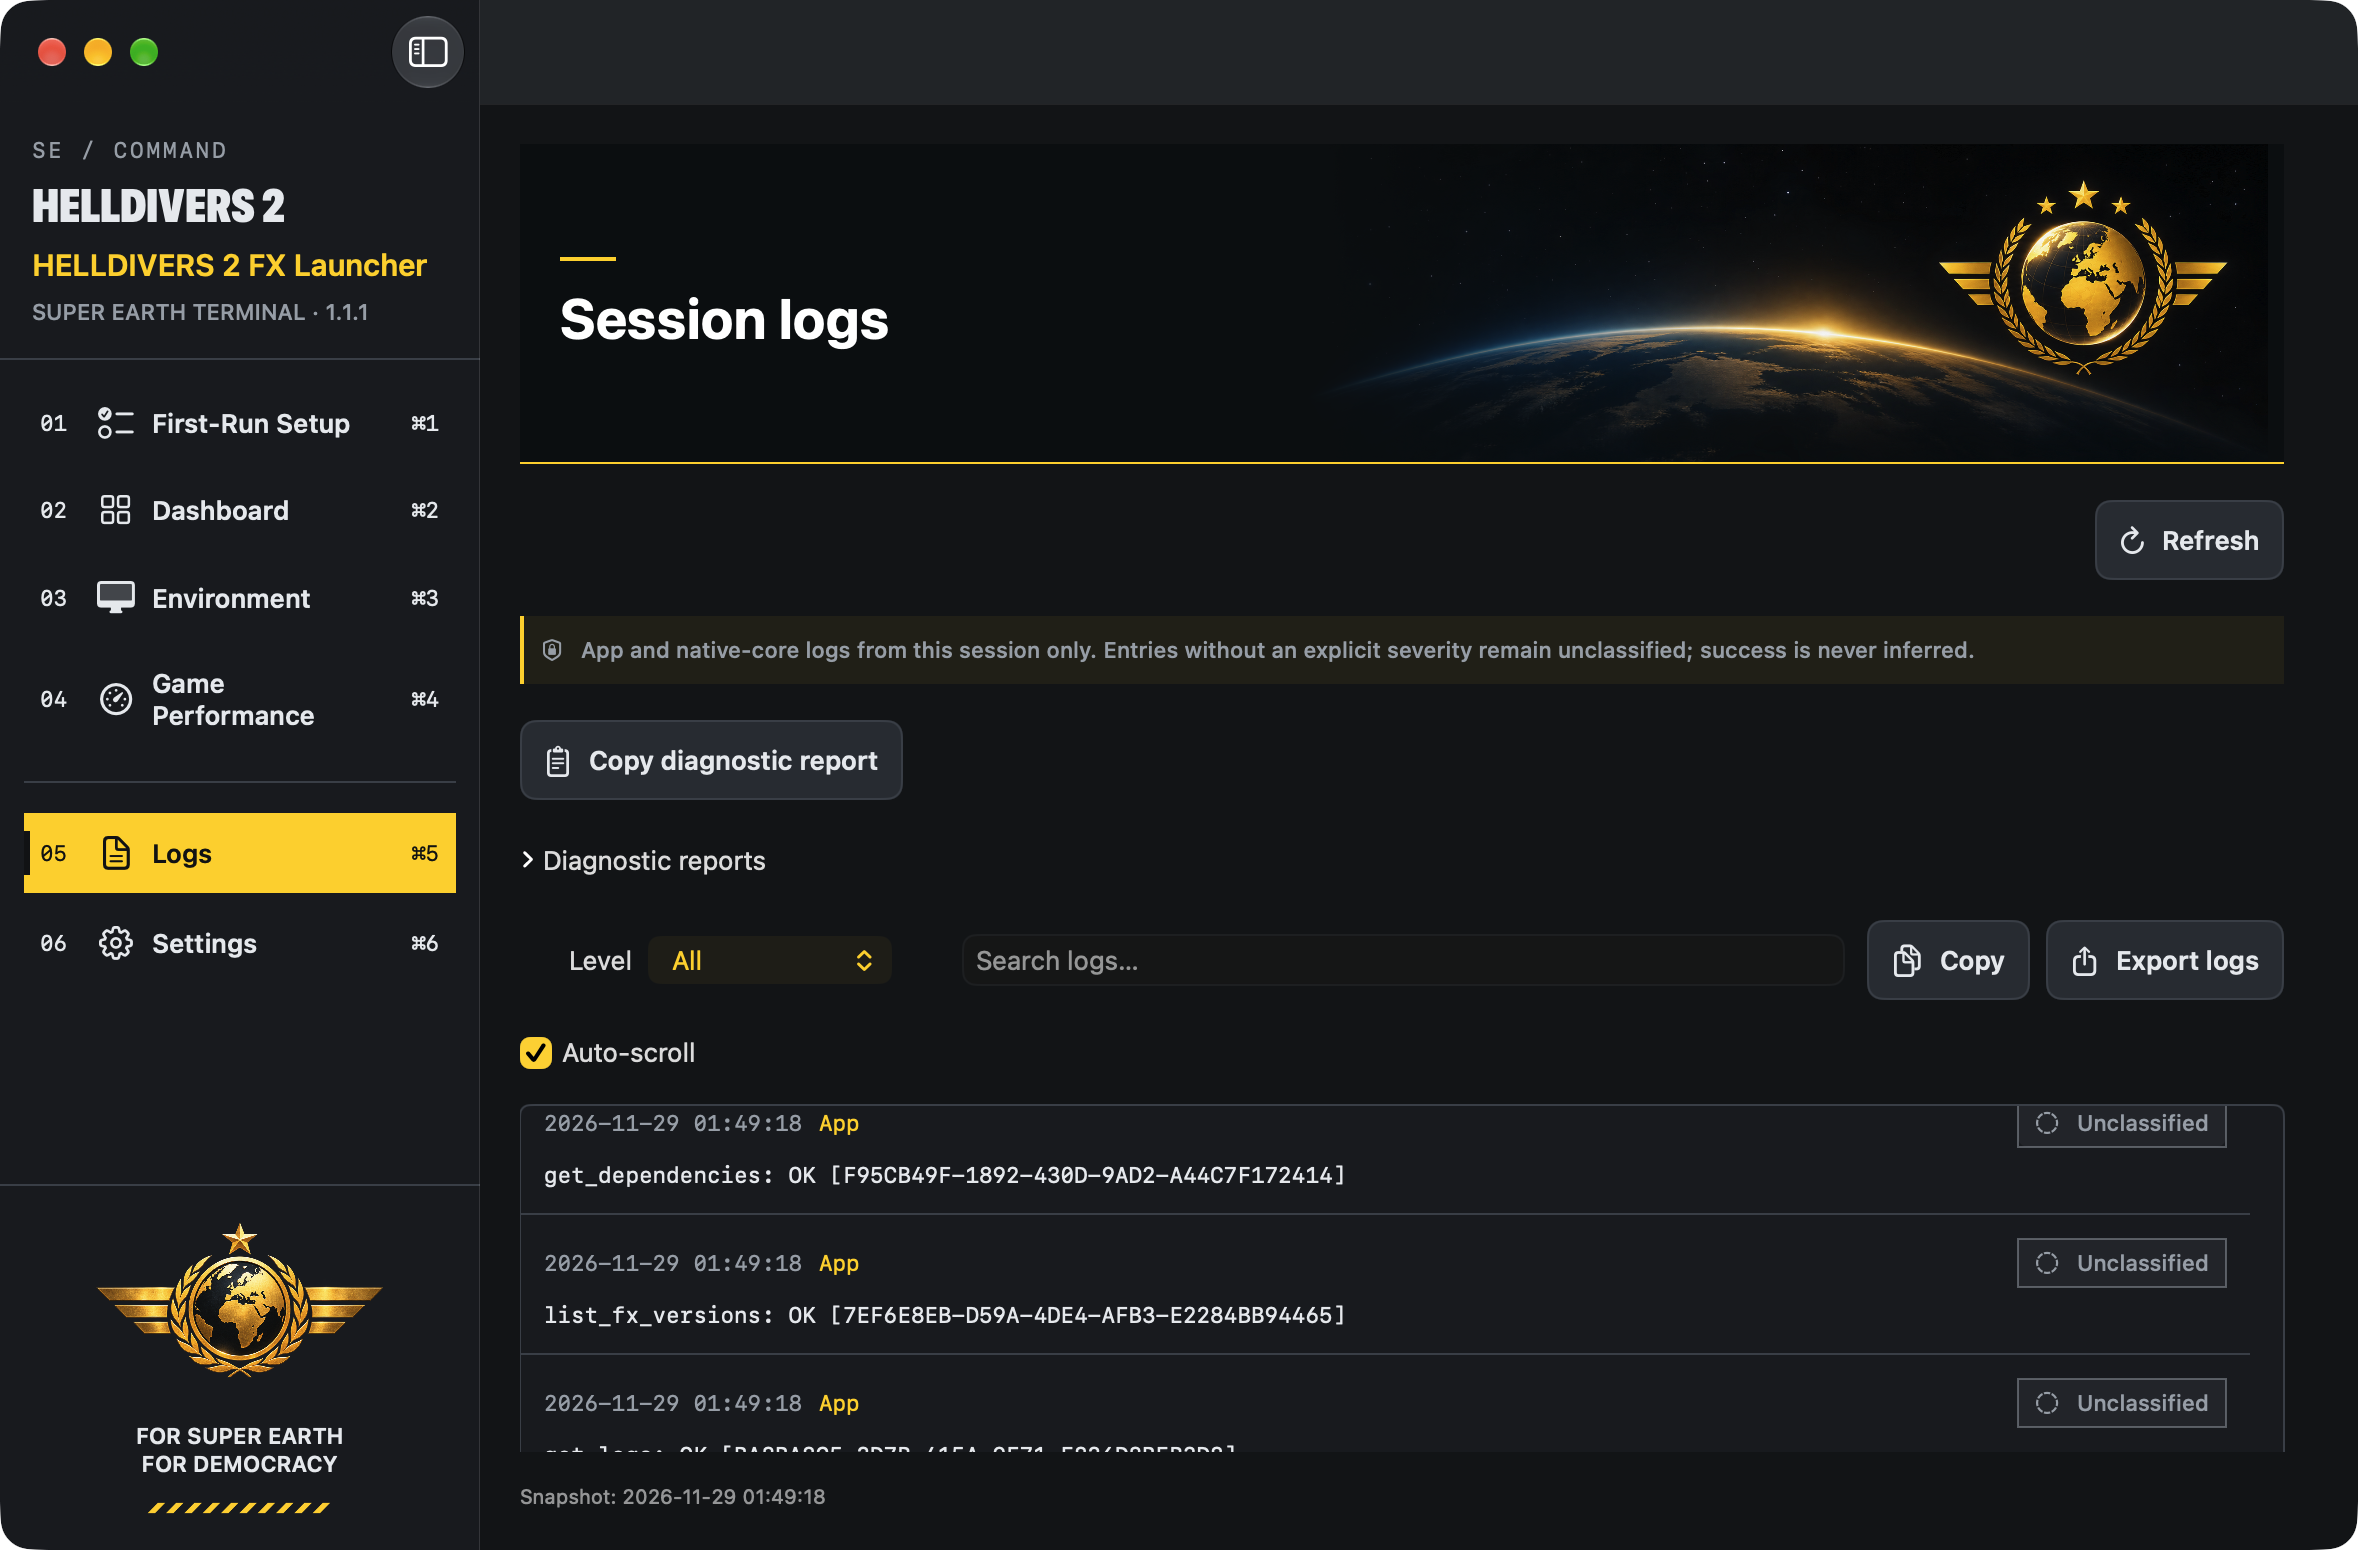 SE / COMMAND
HELLDIVERS 2
HELLDIVERS 2 FX Launcher
SUPER EARTH TERMINAL · 1.1.1
01 First-Run Setup ⌘1
02 Dashboard ⌘2
03 Environment ⌘3
04 Game Performance ⌘4
05 Logs ⌘5
06 Settings ⌘6
FOR SUPER EARTH
FOR DEMOCRACY
Session logs
Refresh
App and native-core logs from this session only. Entries without an explicit severity remain unclassified; success is never inferred.
Copy diagnostic report
Diagnostic reports
Level All Search logs... Copy Export logs
Auto-scroll
2026-11-29 01:49:18 App Unclassified
get_dependencies: OK [F95CB49F-1892-430D-9AD2-A44C7F172414]
2026-11-29 01:49:18 App Unclassified
list_fx_versions: OK [7EF6E8EB-D59A-4DE4-AFB3-E2284BB94465]
2026-11-29 01:49:18 App Unclassified
get_logs: OK
Snapshot: 2026-11-29 01:49:18